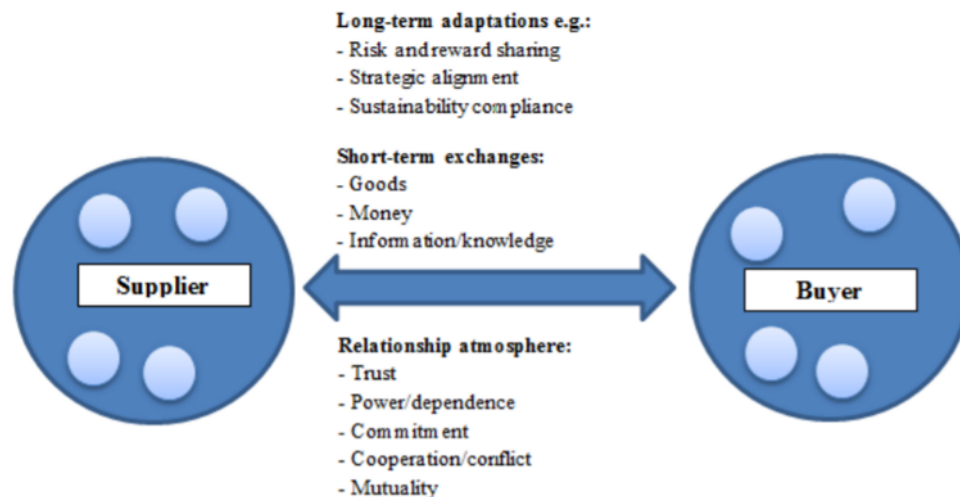 Long-term adaptations e.g.:
- Risk and reward sharing
- Strategic alignment
- Sustainability compliance
Short-term exchanges:
- Goods
- Money
- Information/knowledge
Supplier
Buyer
Relationship atmosphere:
- Trust
- Power/dependence
- Commitment
- Cooperation/conflict
- Mutuality